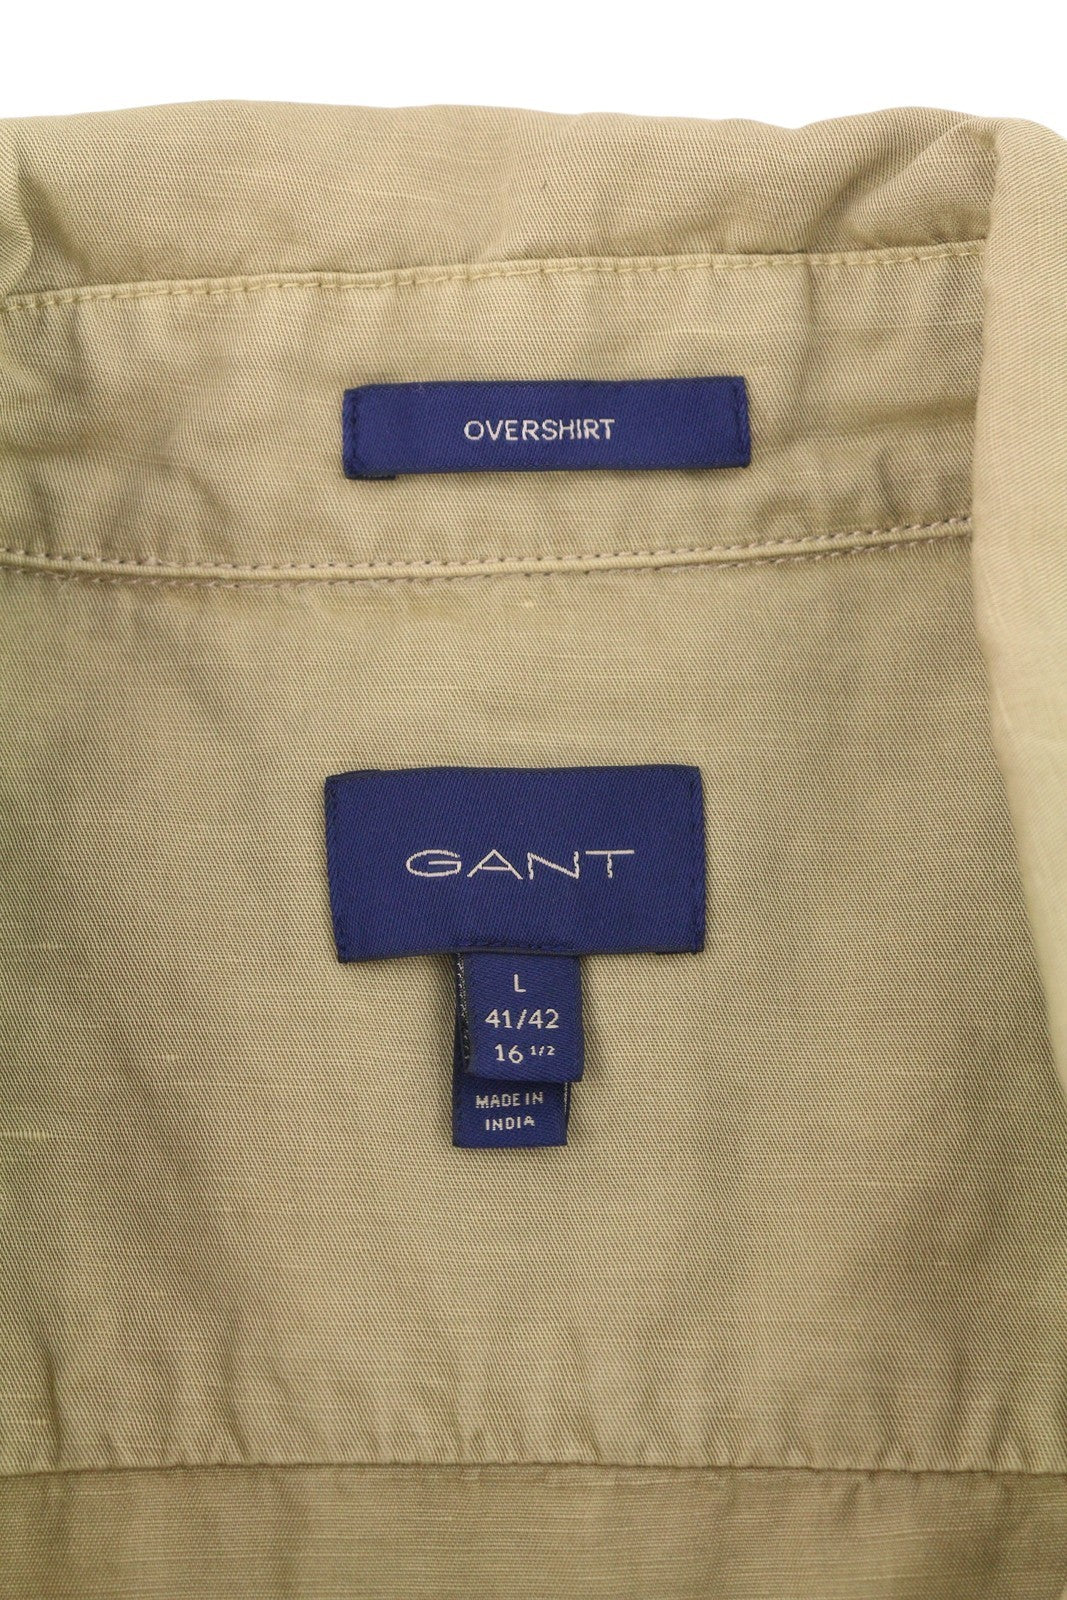 OVERSHIRT
GANT
L
41/42
16 1/2
MADE IN
INDIA